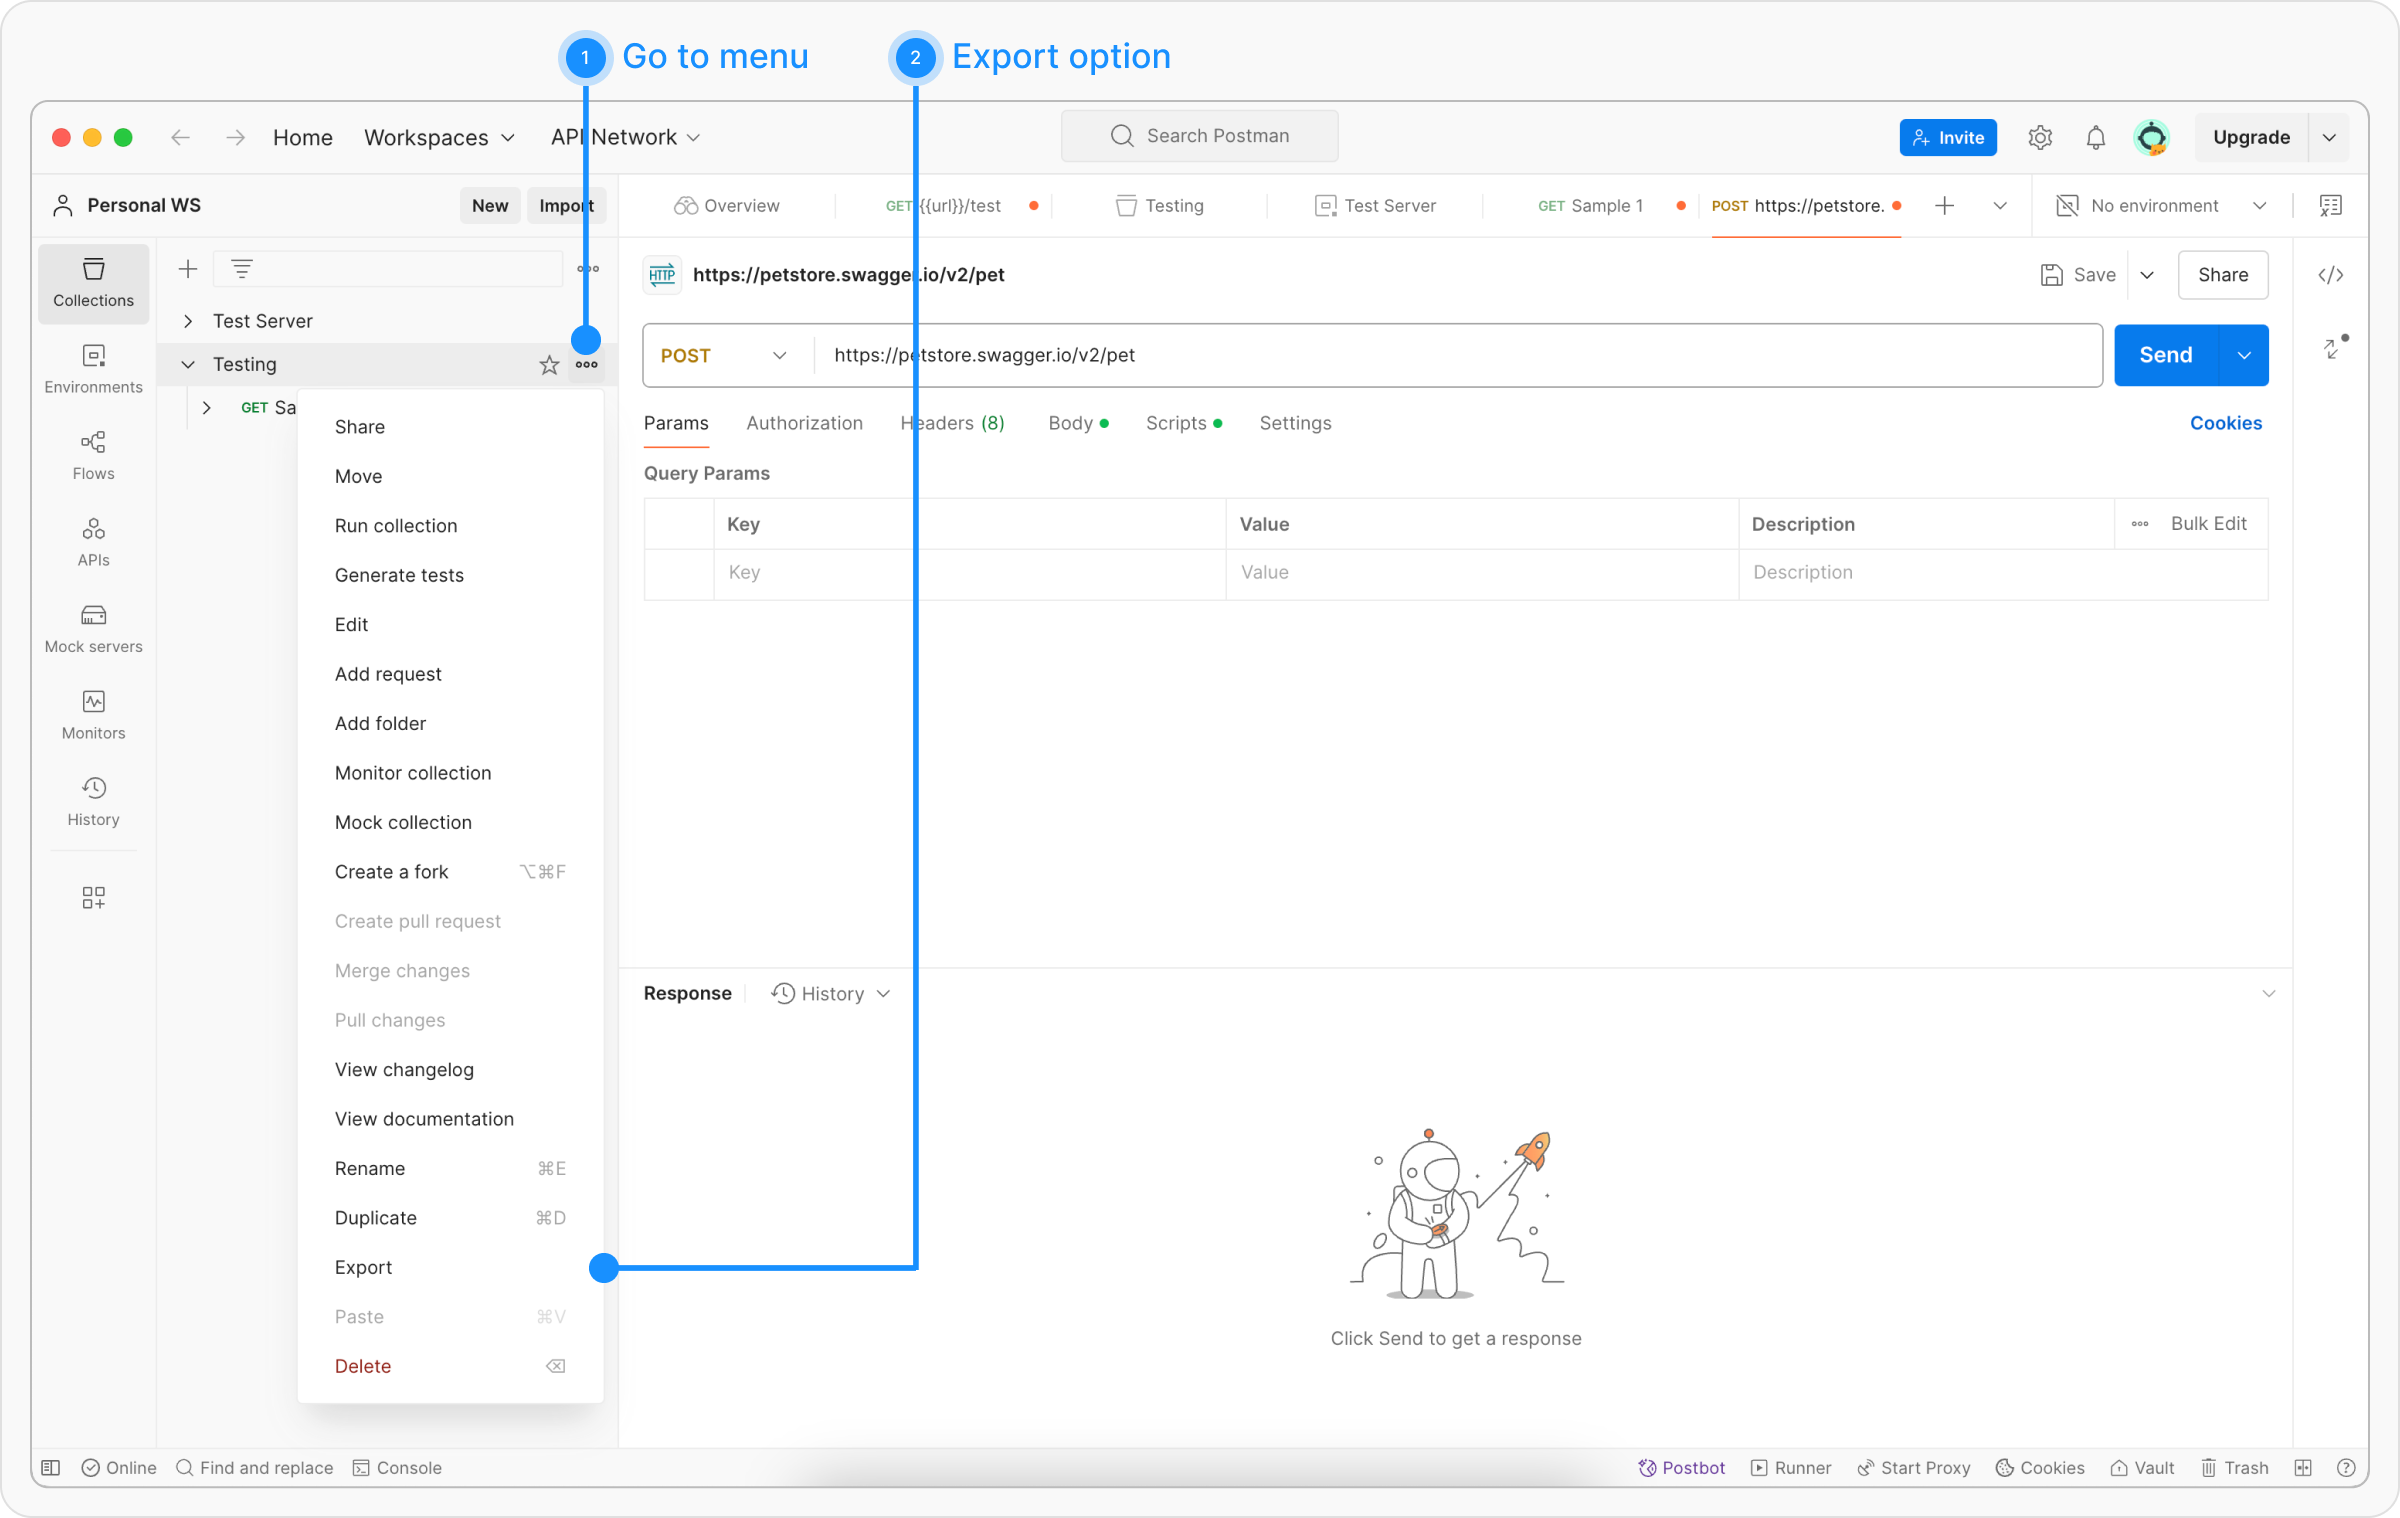 1 Go to menu
2 Export option
Home Workspaces API Network
Search Postman
Invite
Upgrade
Personal WS
New Import
Overview
GET {{url}}/test
Testing
Test Server
GET Sample 1
POST https://petstore.
No environment
Collections
Environments
Flows
APIs
Mock servers
Monitors
History
Test Server
Testing
GET Sa
Share
Move
Run collection
Generate tests
Edit
Add request
Add folder
Monitor collection
Mock collection
Create a fork ⌥⌘F
Create pull request
Merge changes
Pull changes
View changelog
View documentation
Rename ⌘E
Duplicate ⌘D
Export
Paste ⌘V
Delete
HTTP https://petstore.swagger.io/v2/pet
Save Share
POST https://petstore.swagger.io/v2/pet
Send
Params Authorization Headers (8) Body Scripts Settings
Cookies
Query Params
Key Value Description Bulk Edit
Key Value Description
Response History
Click Send to get a response
Online Find and replace Console
Postbot Runner Start Proxy Cookies Vault Trash